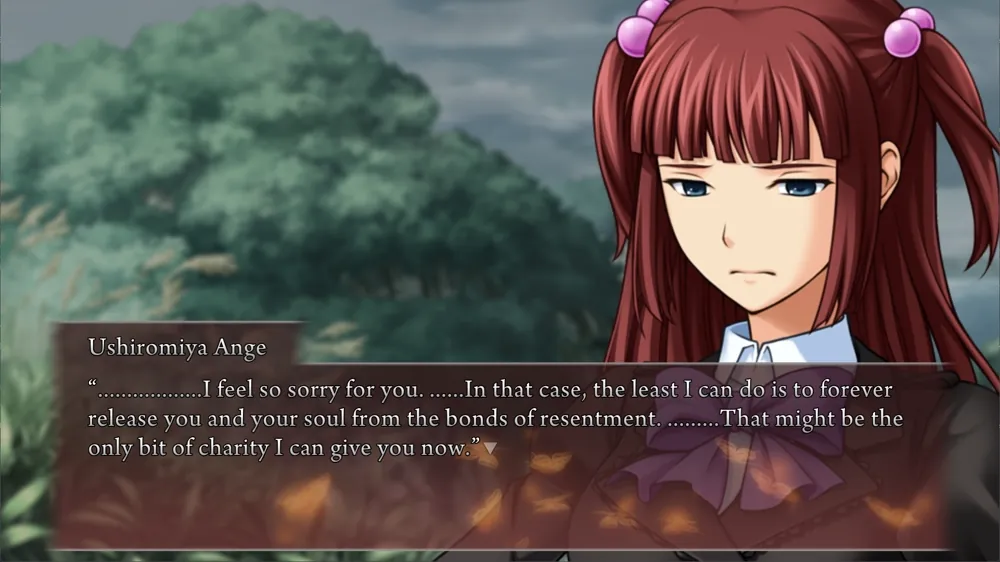 Ushiromiya Ange
“..................I feel so sorry for you. ......In that case, the least I can do is to forever
release you and your soul from the bonds of resentment. .........That might be the
only bit of charity I can give you now.”